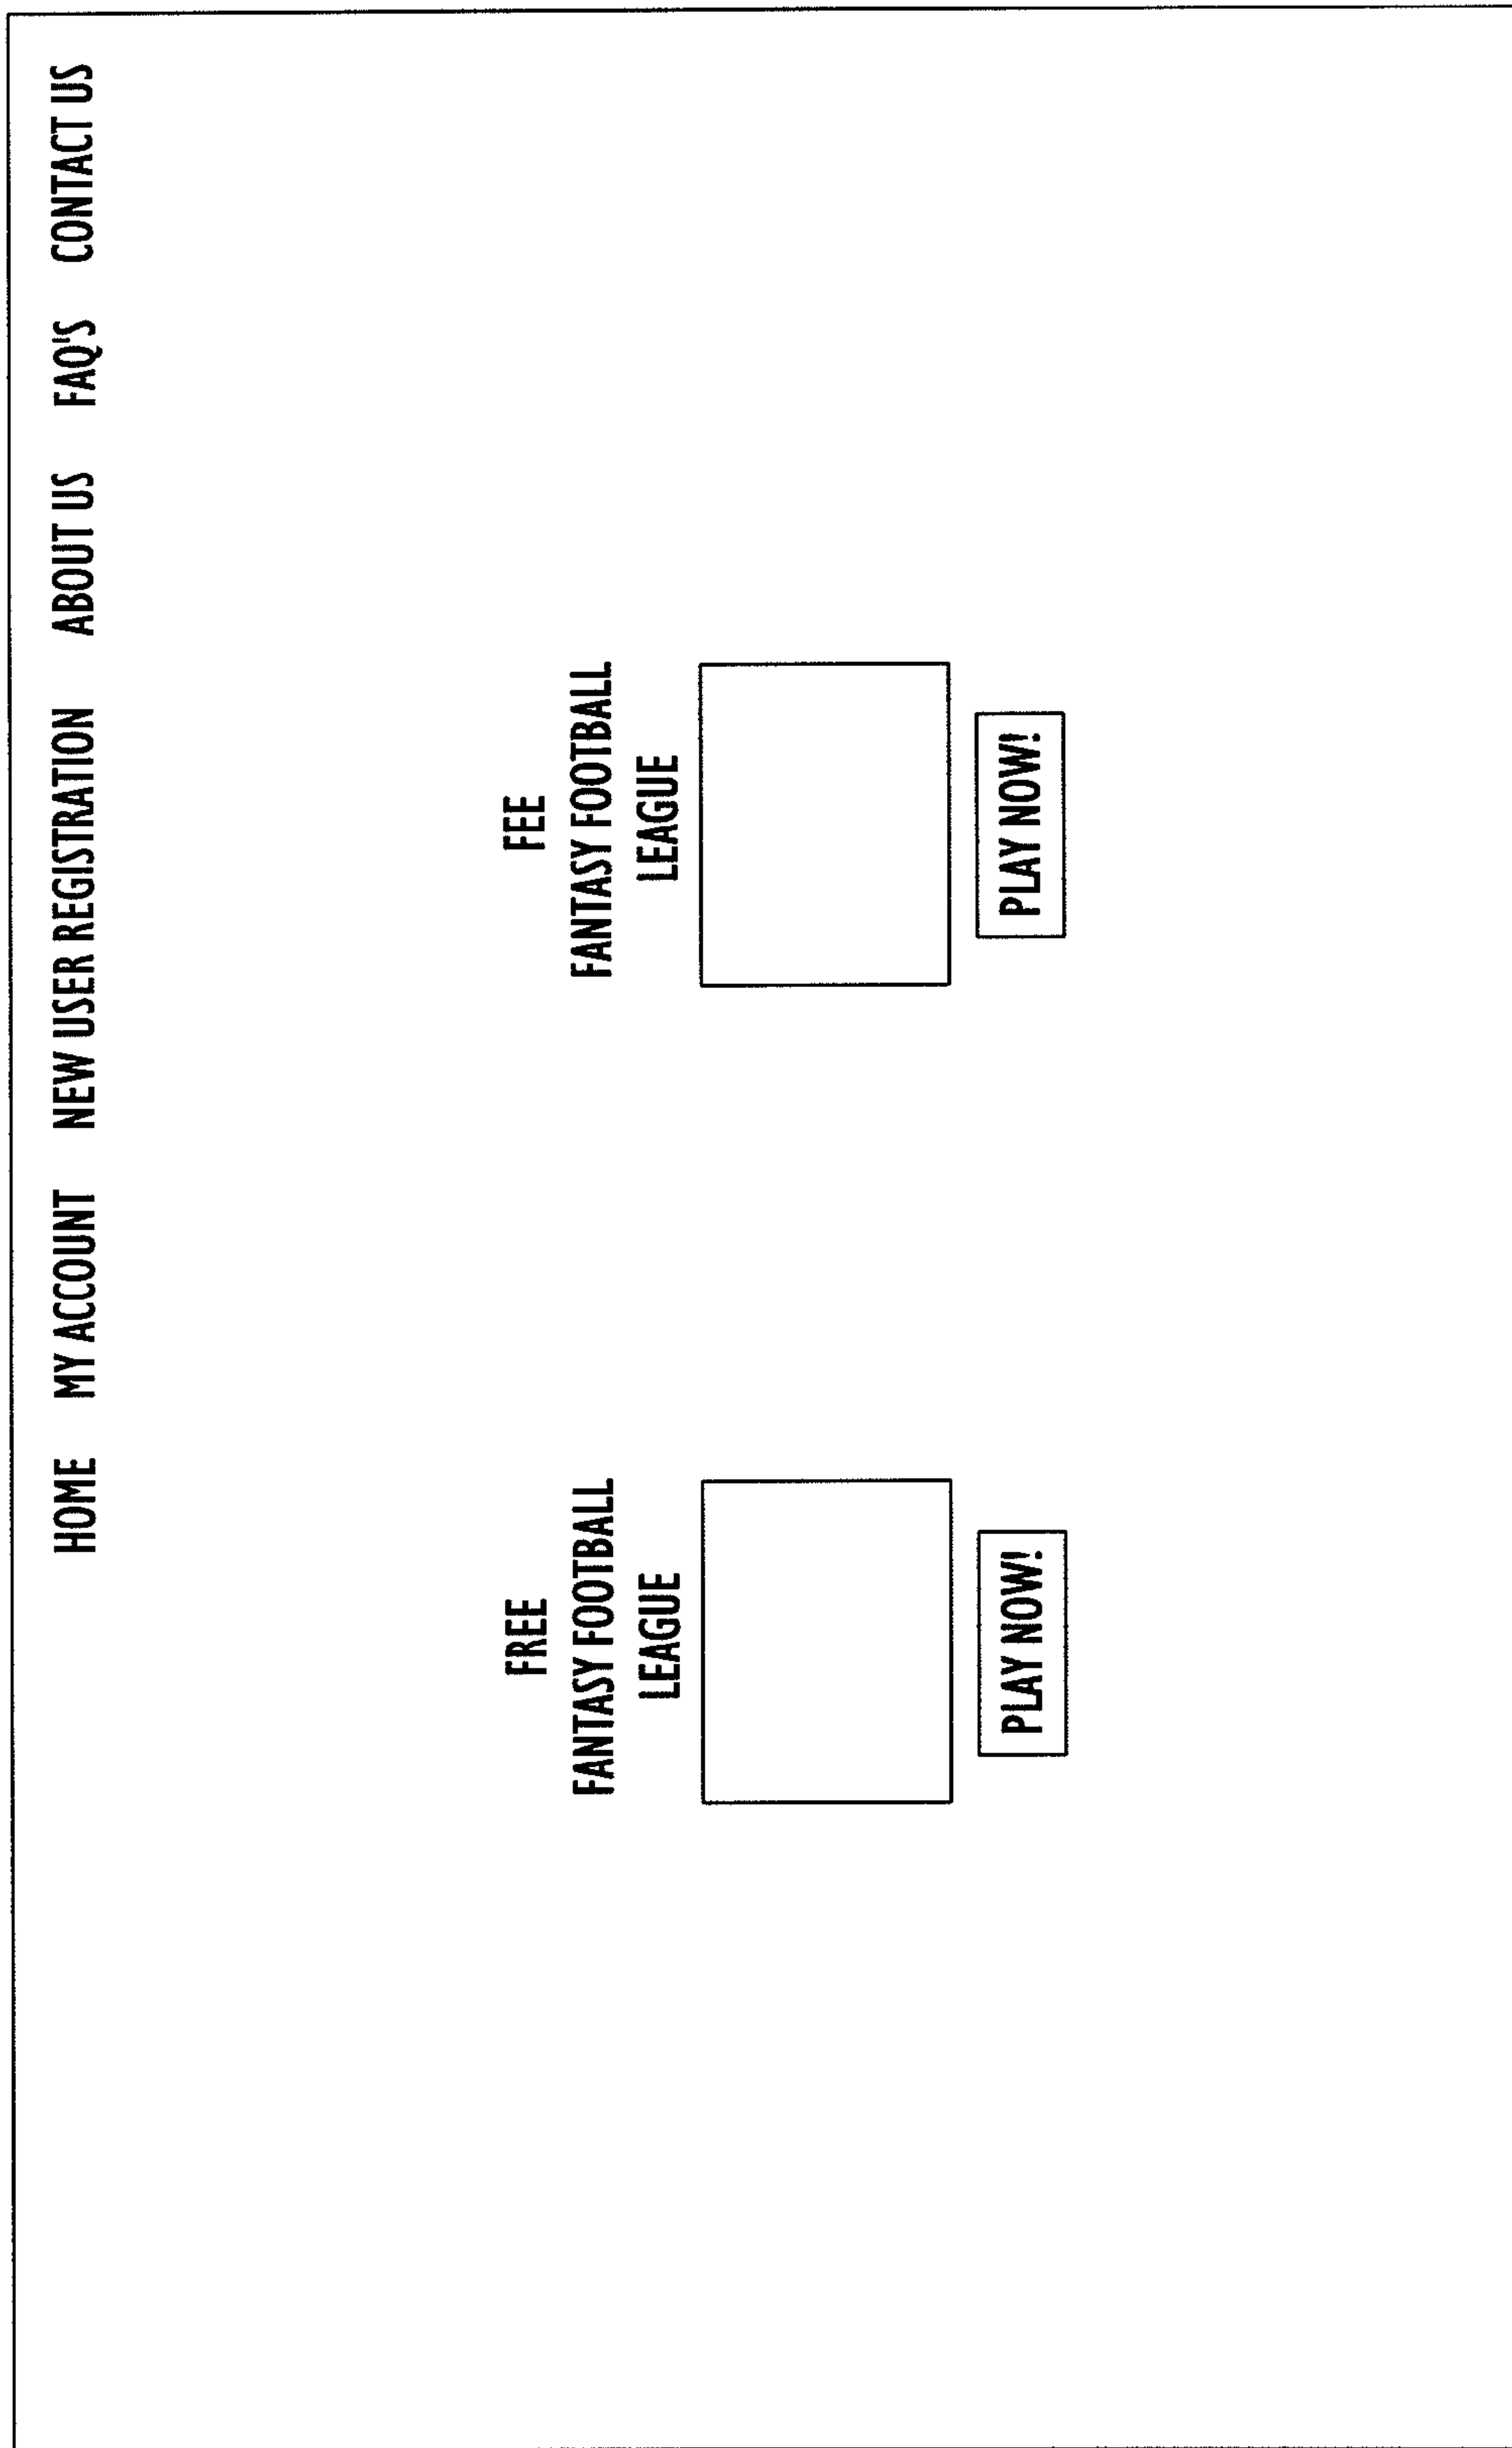 HOME MY ACCOUNT NEW USER REGISTRATION ABOUT US FAQ'S CONTACT US
FREE
FANTASY FOOTBALL
LEAGUE
PLAY NOW!
FEE
FANTASY FOOTBALL
LEAGUE
PLAY NOW!